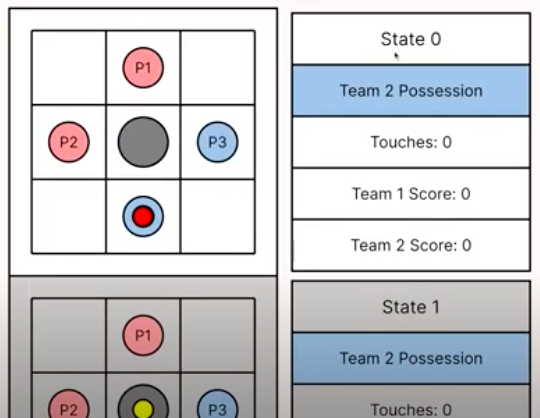 P1
P2
P3
State 0
Team 2 Possession
Touches: 0
Team 1 Score: 0
Team 2 Score: 0
P1
P2
P3
State 1
Team 2 Possession
Touches: 0